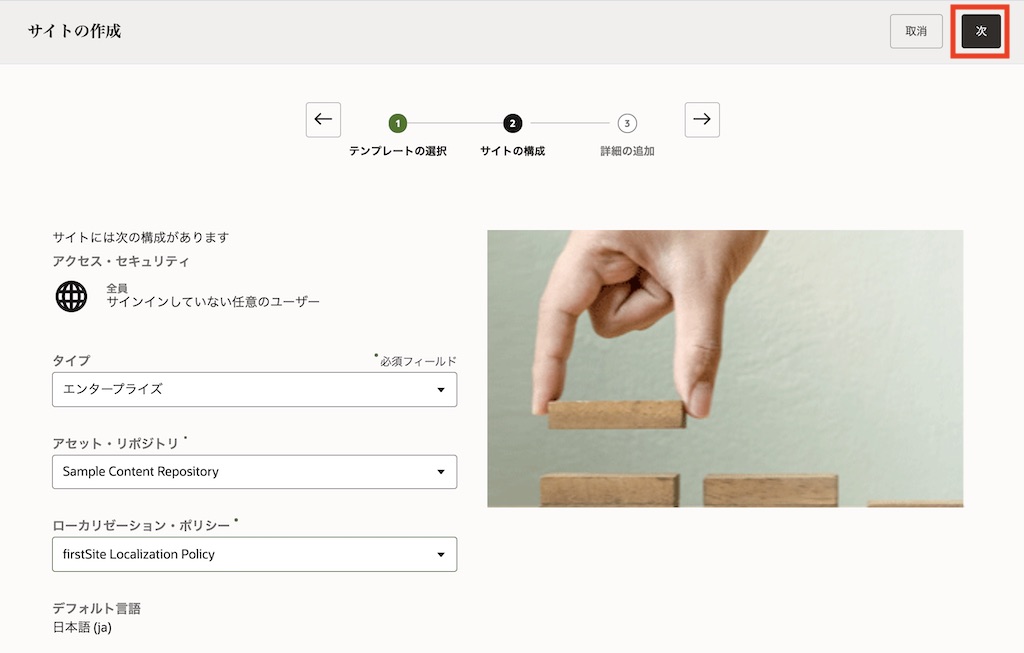 サイトの作成
取消
次
1
2
3
テンプレートの選択
サイトの構成
詳細の追加
サイトには次の構成があります
アクセス・セキュリティ
全員
サインインしていない任意のユーザー
タイプ
*必須フィールド
エンタープライズ
アセット・リポジトリ *
Sample Content Repository
ローカリゼーション・ポリシー *
firstSite Localization Policy
デフォルト言語
日本語 (ja)